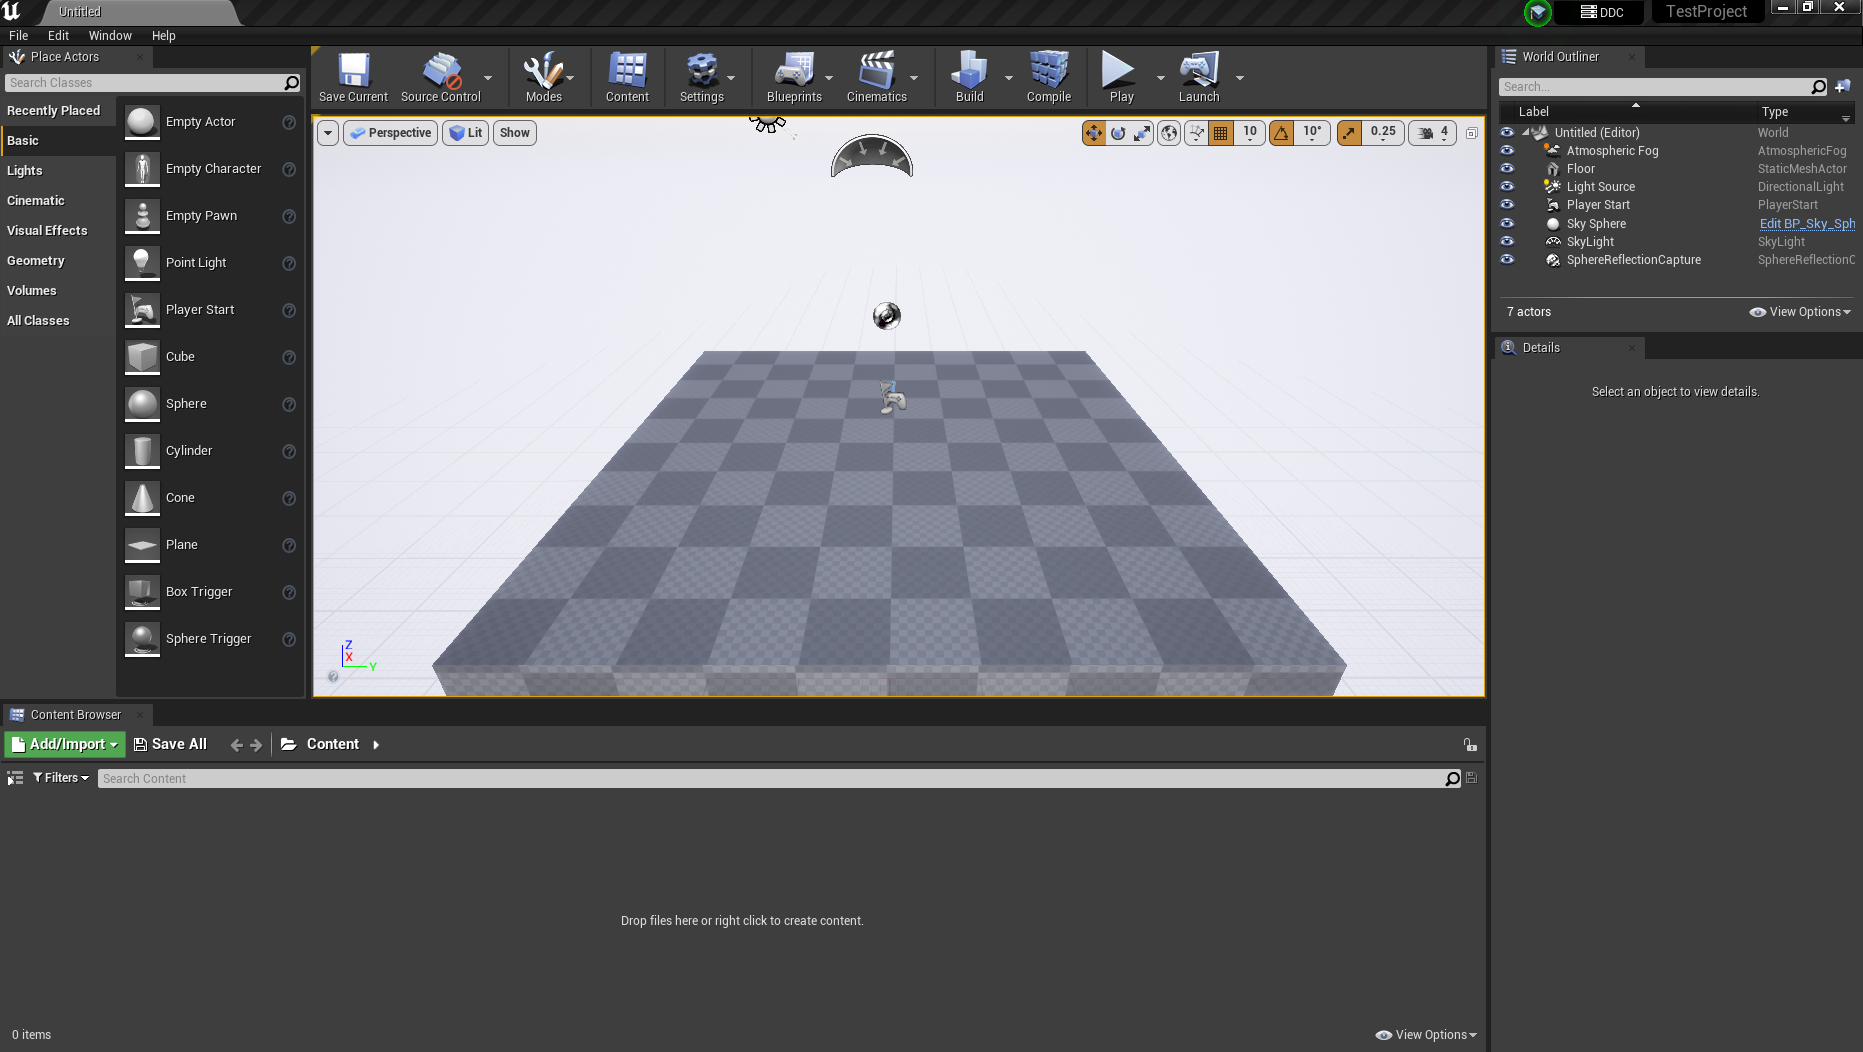 Untitled
DDC
TestProject
File Edit Window Help
Place Actors
Search Classes
Recently Placed
Basic
Lights
Cinematic
Visual Effects
Geometry
Volumes
All Classes
Empty Actor
Empty Character
Empty Pawn
Point Light
Player Start
Cube
Sphere
Cylinder
Cone
Plane
Box Trigger
Sphere Trigger
Save Current
Source Control
Modes
Content
Settings
Blueprints
Cinematics
Build
Compile
Play
Launch
Perspective
Lit
Show
10
10°
0.25
4
Z
X
Y
World Outliner
Search...
Label Type
Untitled (Editor) World
Atmospheric Fog AtmosphericFog
Floor StaticMeshActor
Light Source DirectionalLight
Player Start PlayerStart
Sky Sphere Edit BP_Sky_Sph
SkyLight SkyLight
SphereReflectionCapture SphereReflectionC
7 actors
View Options
Details
Select an object to view details.
Content Browser
Add/Import
Save All
Content
Filters
Search Content
Drop files here or right click to create content.
0 items
View Options